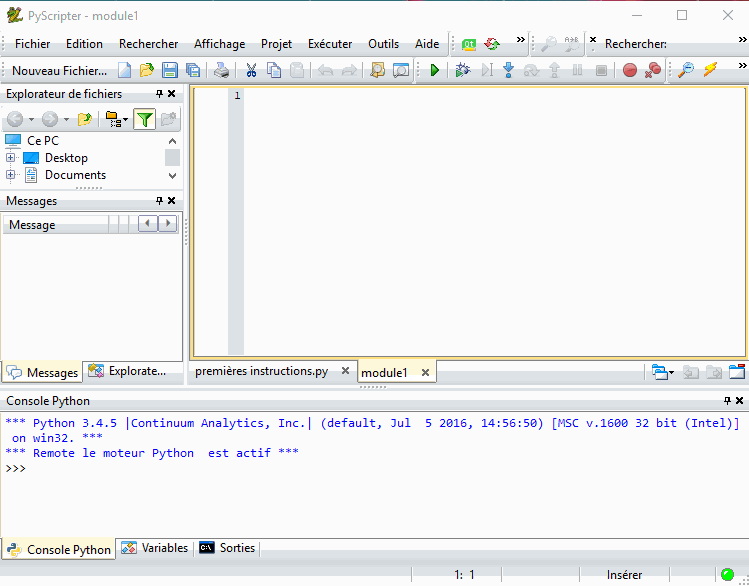 PyScripter - module1
Fichier Edition Rechercher Affichage Projet Exécuter Outils Aide Rechercher:
Nouveau Fichier...
Explorateur de fichiers
1
Ce PC
Desktop
Documents
Messages
Message
Messages Explorate... premières instructions.py module1
Console Python
*** Python 3.4.5 |Continuum Analytics, Inc.| (default, Jul  5 2016, 14:56:50) [MSC v.1600 32 bit (Intel)]
on win32. ***
*** Remote le moteur Python  est actif ***
>>>
Console Python Variables Sorties
1: 1 Insérer